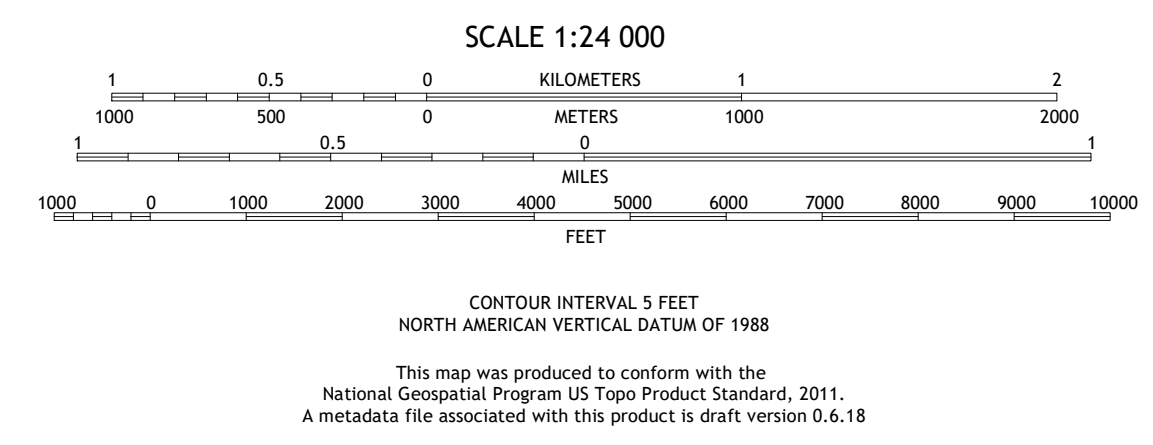 SCALE 1:24 000
1 0.5 0 KILOMETERS 1 2
1000 500 0 METERS 1000 2000
1 0.5 0 1
MILES
1000 0 1000 2000 3000 4000 5000 6000 7000 8000 9000 10000
FEET
CONTOUR INTERVAL 5 FEET
NORTH AMERICAN VERTICAL DATUM OF 1988
This map was produced to conform with the
National Geospatial Program US Topo Product Standard, 2011.
A metadata file associated with this product is draft version 0.6.18